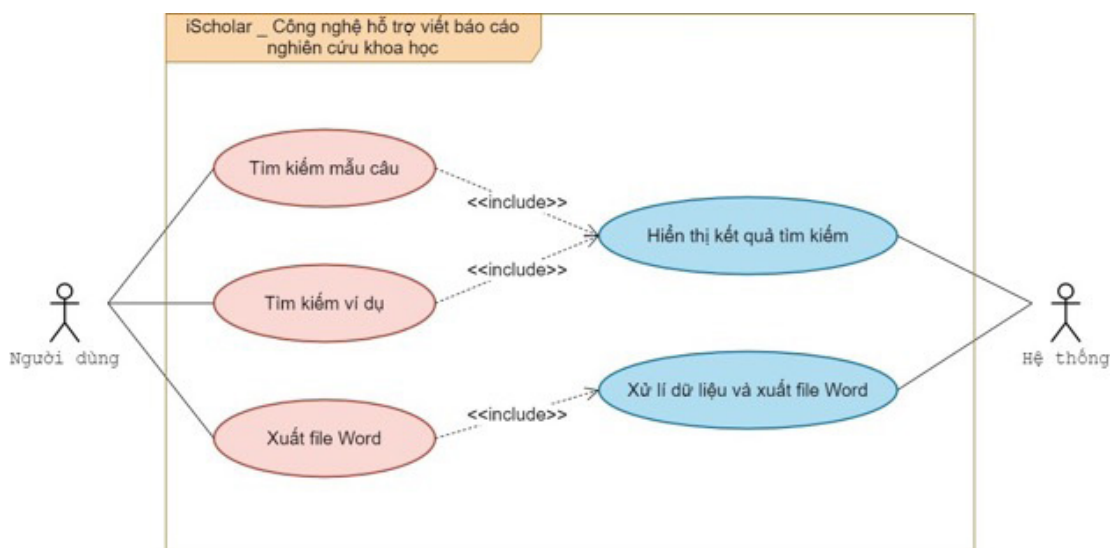 iScholar _ Công nghệ hỗ trợ viết báo cáo
nghiên cứu khoa học
Tìm kiếm mẫu câu
<<include>>
Hiển thị kết quả tìm kiếm
<<include>>
Tìm kiếm ví dụ
Người dùng
Hệ thống
Xử lí dữ liệu và xuất file Word
<<include>>
Xuất file Word